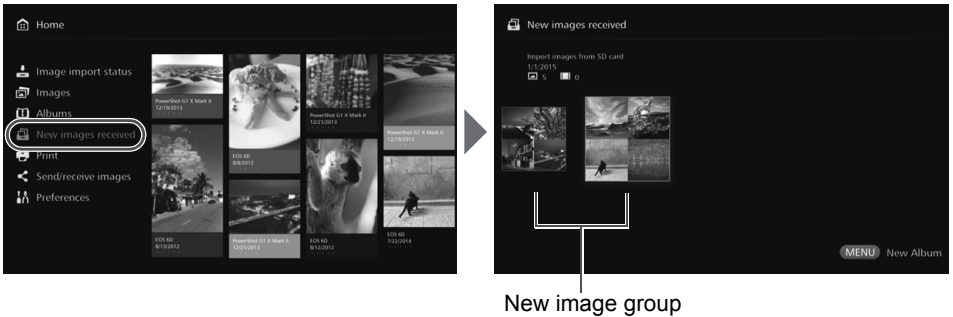 Home
Image import status
Images
Albums
New images received
Print
Send/receive images
Preferences
PowerShot G1 X Mark II
12/19/2013
EOS 6D
8/13/2012
EOS 6D
8/8/2012
PowerShot G1 X Mark II
12/21/2013
PowerShot G1 X Mark II
12/21/2013
EOS 6D
8/12/2012
PowerShot G1 X Mark II
12/19/2013
EOS 6D
7/22/2014
New images received
Import images from SD card
1/1/2015
5 0
MENU New Album
New image group